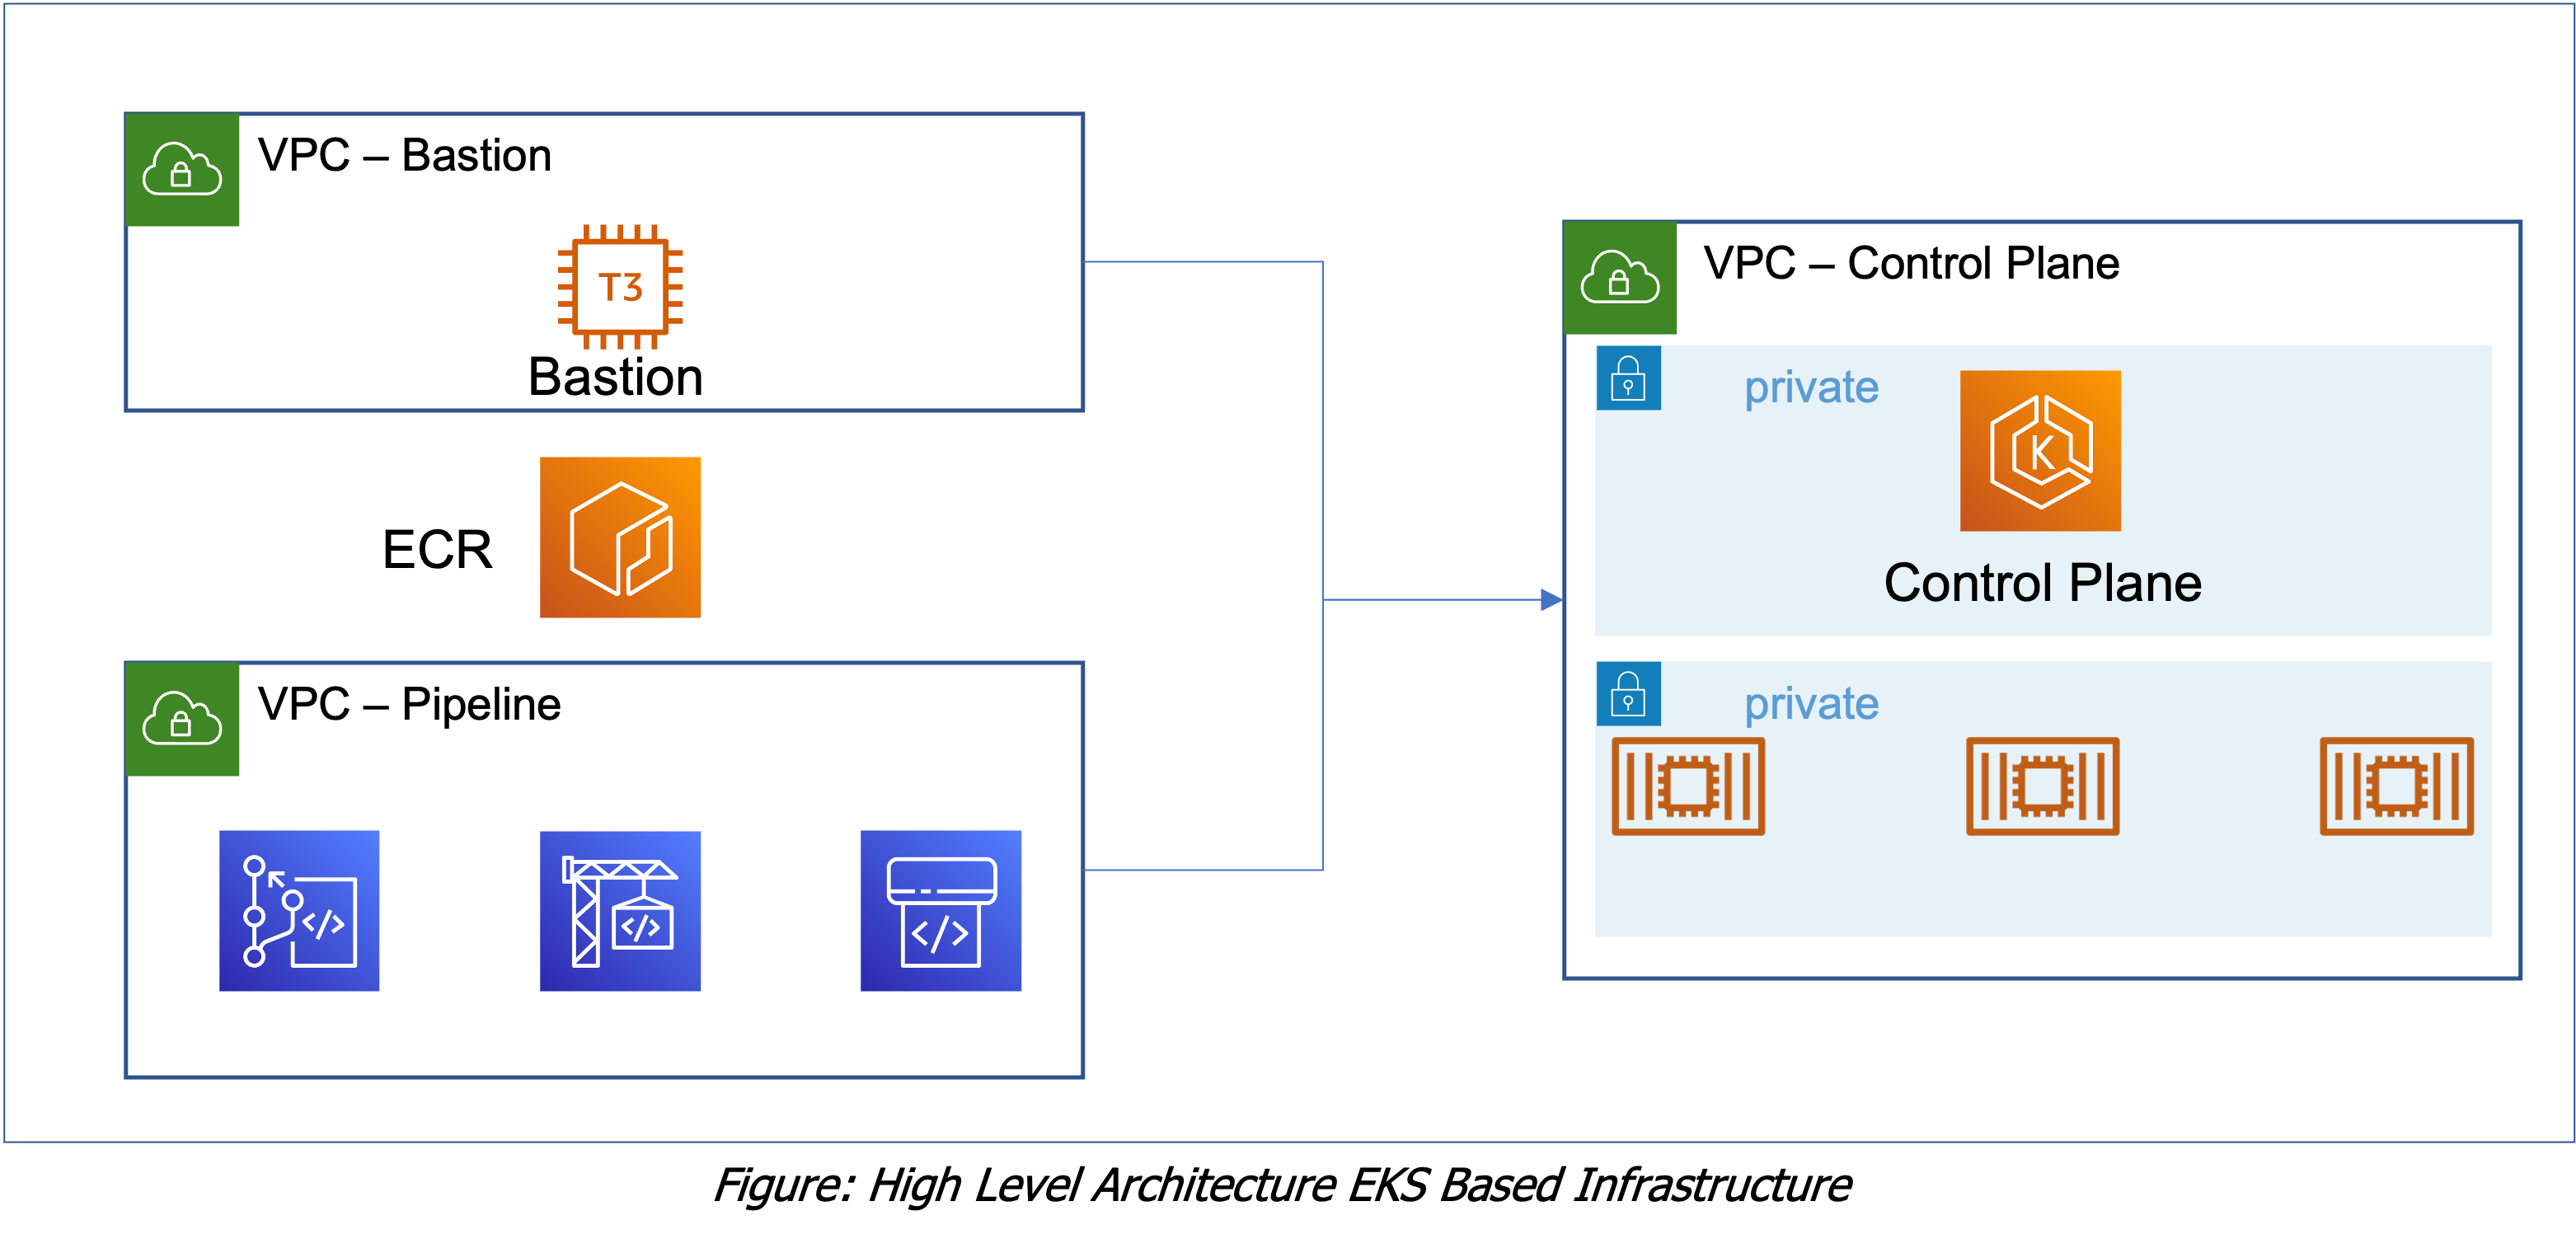 VPC – Bastion
T3
Bastion
ECR
VPC – Pipeline
</>
</>
</>
VPC – Control Plane
private
K
Control Plane
private
Figure: High Level Architecture EKS Based Infrastructure